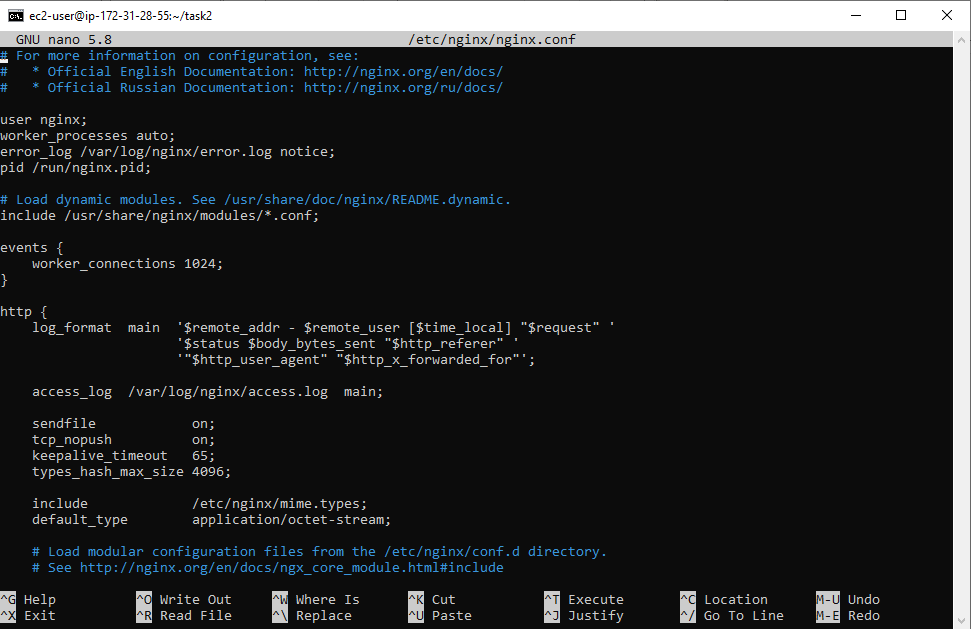 ec2-user@ip-172-31-28-55:~/task2
GNU nano 5.8 /etc/nginx/nginx.conf
# For more information on configuration, see:
#   * Official English Documentation: http://nginx.org/en/docs/
#   * Official Russian Documentation: http://nginx.org/ru/docs/

user nginx;
worker_processes auto;
error_log /var/log/nginx/error.log notice;
pid /run/nginx.pid;

# Load dynamic modules. See /usr/share/doc/nginx/README.dynamic.
include /usr/share/nginx/modules/*.conf;

events {
    worker_connections 1024;
}

http {
    log_format  main  '$remote_addr - $remote_user [$time_local] "$request" '
                      '$status $body_bytes_sent "$http_referer" '
                      '"$http_user_agent" "$http_x_forwarded_for"';

    access_log  /var/log/nginx/access.log  main;

    sendfile            on;
    tcp_nopush          on;
    keepalive_timeout   65;
    types_hash_max_size 4096;

    include             /etc/nginx/mime.types;
    default_type        application/octet-stream;

    # Load modular configuration files from the /etc/nginx/conf.d directory.
    # See http://nginx.org/en/docs/ngx_core_module.html#include
^G Help ^O Write Out ^W Where Is ^K Cut ^T Execute ^C Location M-U Undo
^X Exit ^R Read File ^\ Replace ^U Paste ^J Justify ^/ Go To Line M-E Redo